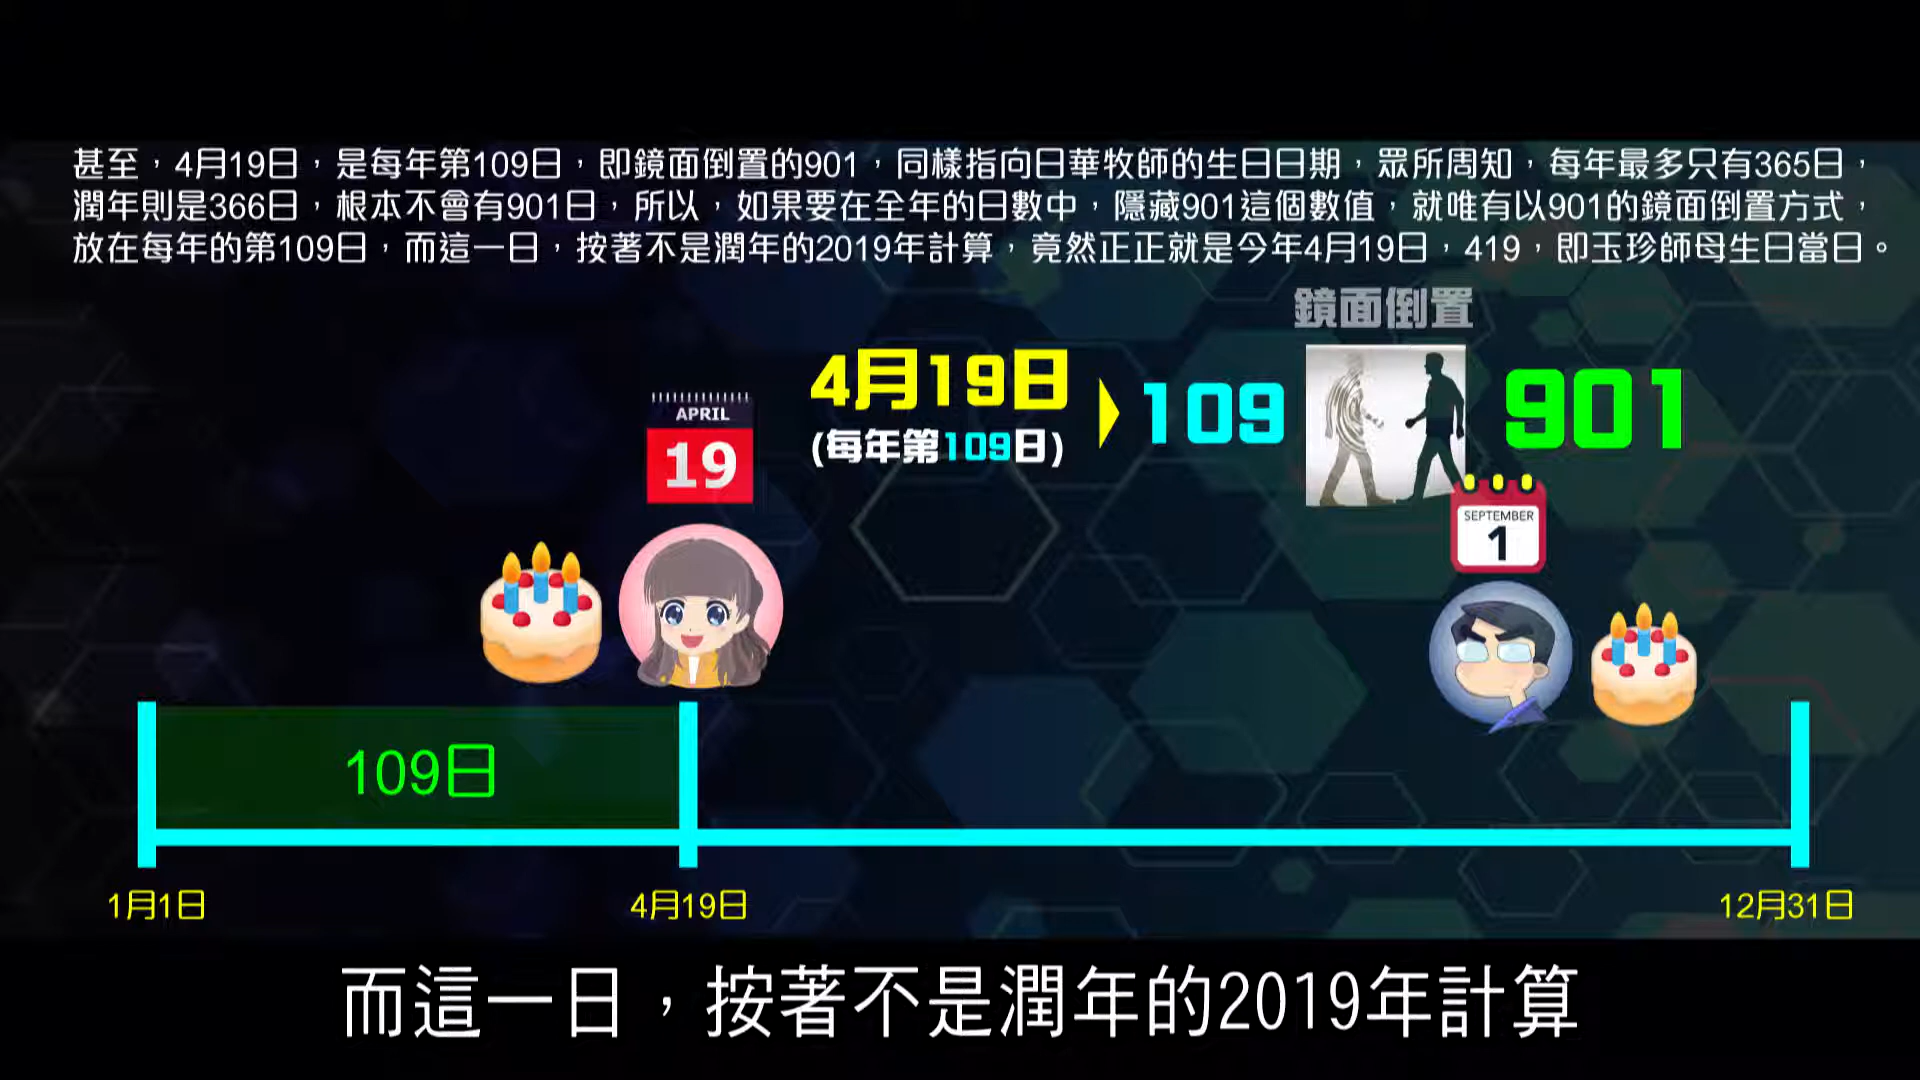 甚至，4月19日，是每年第109日，即鏡面倒置的901，同樣指向日華牧師的生日日期，眾所周知，每年最多只有365日，
潤年則是366日，根本不會有901日，所以，如果要在全年的日數中，隱藏901這個數值，就唯有以901的鏡面倒置方式，
放在每年的第109日，而這一日，按著不是潤年的2019年計算，竟然正正就是今年4月19日，419，即玉珍師母生日當日。
鏡面倒置
4月19日
(每年第109日)
109
901
APRIL
19
SEPTEMBER
1
109日
1月1日
4月19日
12月31日
而這一日，按著不是潤年的2019年計算